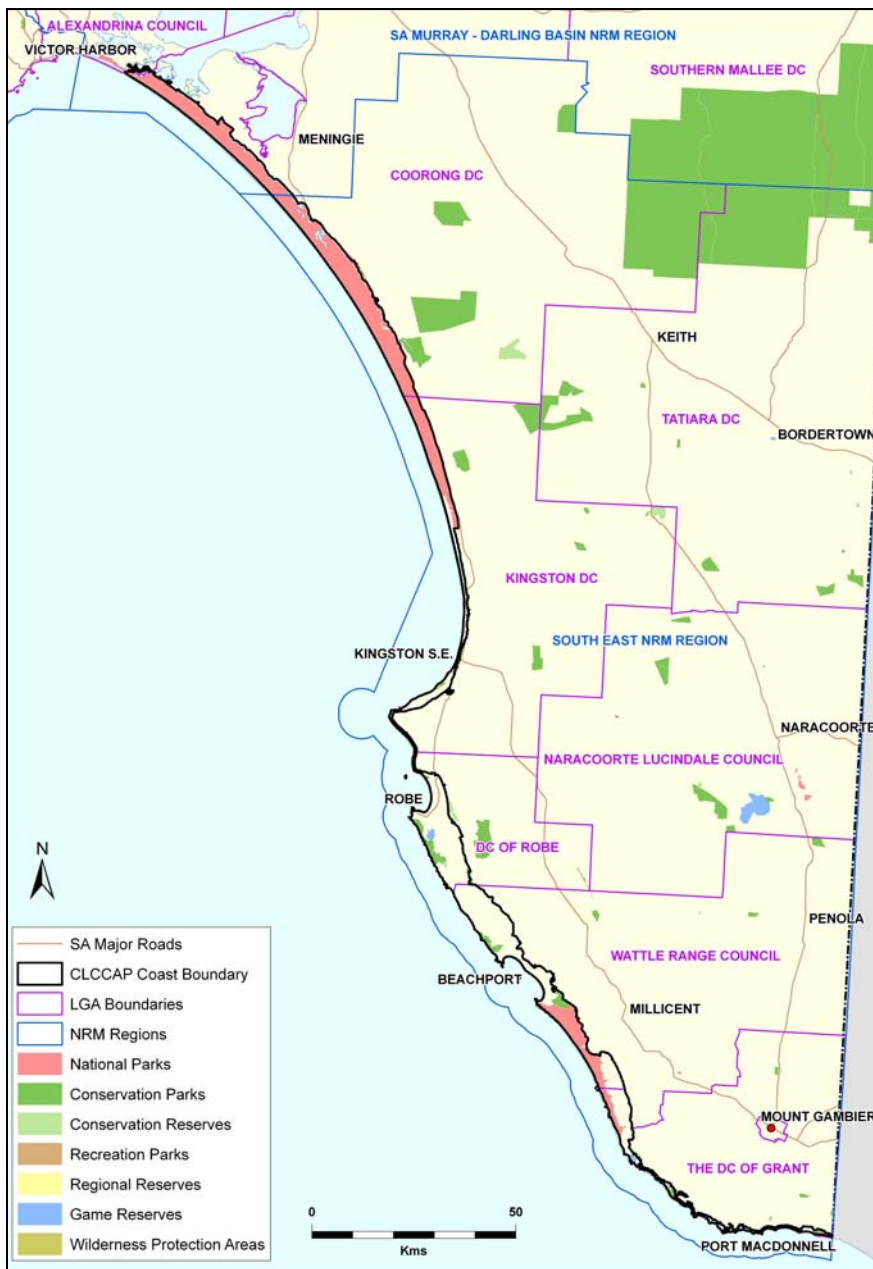 ALEXANDRINA COUNCIL
VICTOR HARBOR
SA MURRAY - DARLING BASIN NRM REGION
SOUTHERN MALLEE DC
MENINGIE
COORONG DC
KEITH
TATIARA DC
BORDERTOWN
KINGSTON DC
SOUTH EAST NRM REGION
KINGSTON S.E.
NARACOORTE
NARACOORTE LUCINDALE COUNCIL
ROBE
DC OF ROBE
N
PENOLA
WATTLE RANGE COUNCIL
BEACHPORT
MILLICENT
MOUNT GAMBIER
THE DC OF GRANT
PORT MACDONNELL
SA Major Roads
CLCCAP Coast Boundary
LGA Boundaries
NRM Regions
National Parks
Conservation Parks
Conservation Reserves
Recreation Parks
Regional Reserves
Game Reserves
Wilderness Protection Areas
0 50
Kms